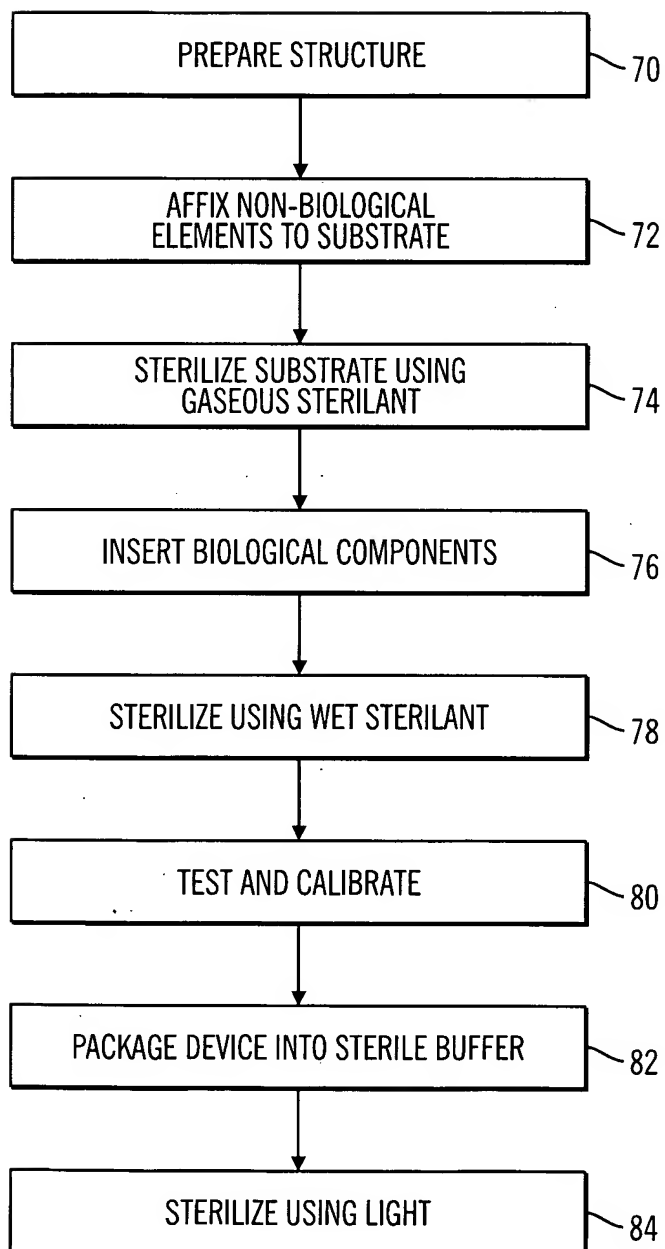 PREPARE STRUCTURE
70
AFFIX NON-BIOLOGICAL
ELEMENTS TO SUBSTRATE
72
STERILIZE SUBSTRATE USING
GASEOUS STERILANT
74
INSERT BIOLOGICAL COMPONENTS
76
STERILIZE USING WET STERILANT
78
TEST AND CALIBRATE
80
PACKAGE DEVICE INTO STERILE BUFFER
82
STERILIZE USING LIGHT
84